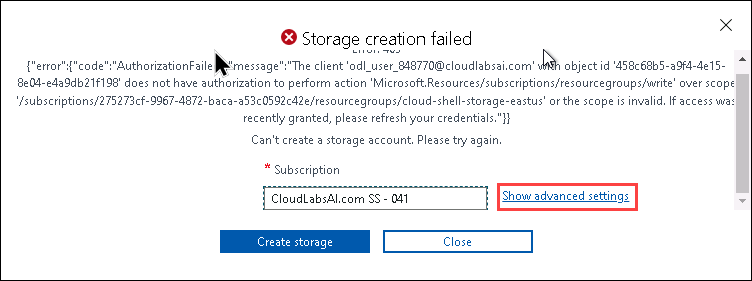 Storage creation failed
Error: 403
{"error":{"code":"AuthorizationFaile "message":"The client 'odl_user_848770@cloudlabsai.com' with object id '458c68b5-a9f4-4e15-
8e04-e4a9db21f198' does not have authorization to perform action 'Microsoft.Resources/subscriptions/resourcegroups/write' over scope
'/subscriptions/275273cf-9967-4872-baca-a53c0592c42e/resourcegroups/cloud-shell-storage-eastus' or the scope is invalid. If access was
recently granted, please refresh your credentials."}}
Can't create a storage account. Please try again.
* Subscription
CloudLabsAI.com SS - 041
Show advanced settings
Create storage
Close